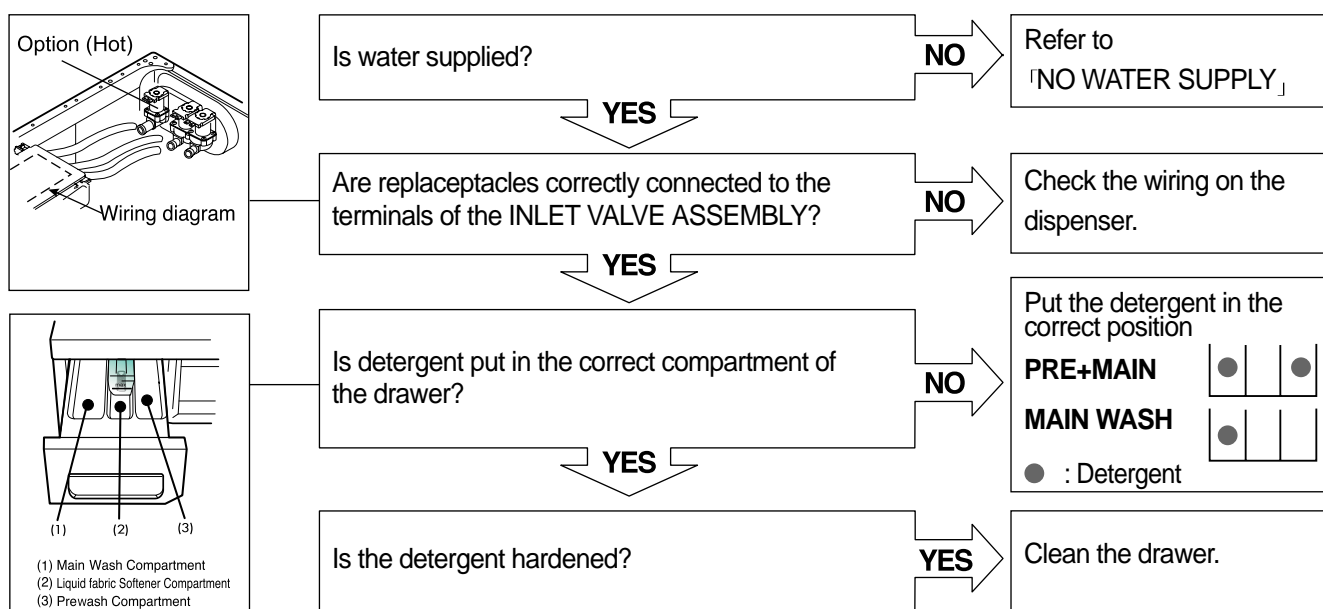 Option (Hot)
Wiring diagram
Is water supplied?
NO
Refer to
「NO WATER SUPPLY」
YES
Are replaceptacles correctly connected to the
terminals of the INLET VALVE ASSEMBLY?
NO
Check the wiring on the
dispenser.
YES
(1)
(2)
(3)
(1) Main Wash Compartment
(2) Liquid fabric Softener Compartment
(3) Prewash Compartment
Is detergent put in the correct compartment of
the drawer?
NO
Put the detergent in the
correct position
PRE+MAIN
MAIN WASH
: Detergent
YES
Is the detergent hardened?
YES
Clean the drawer.